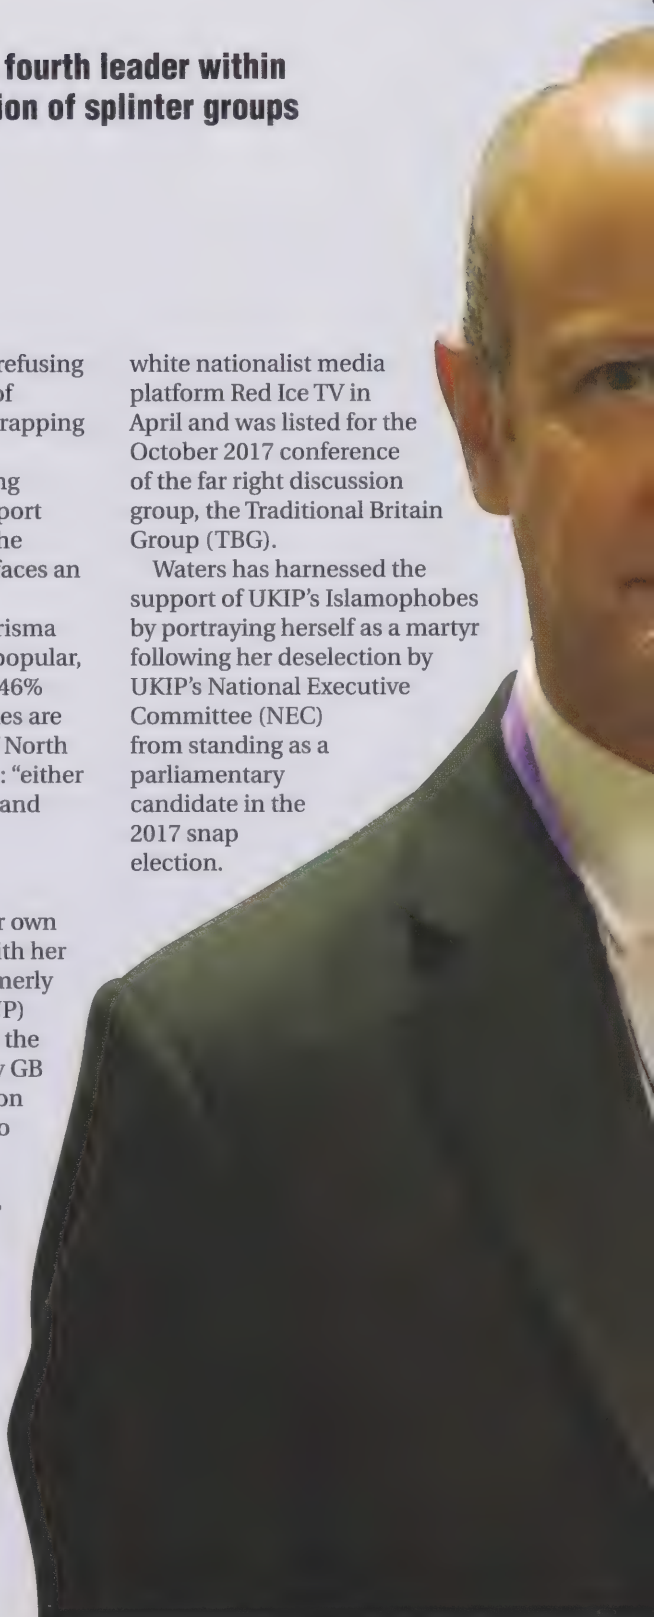 fourth leader within
ion of splinter groups
refusing
of
rapping
ng
port
he
faces an
risma
popular,
46%
es are
North
: “either
and
r own
ith her
merly
P)
the
GB
on
o
white nationalist media
platform Red Ice TV in
April and was listed for the
October 2017 conference
of the far right discussion
group, the Traditional Britain
Group (TBG).
Waters has harnessed the
support of UKIP’s Islamophobes
by portraying herself as a martyr
following her deselection by
UKIP’s National Executive
Committee (NEC)
from standing as a
parliamentary
candidate in the
2017 snap
election.